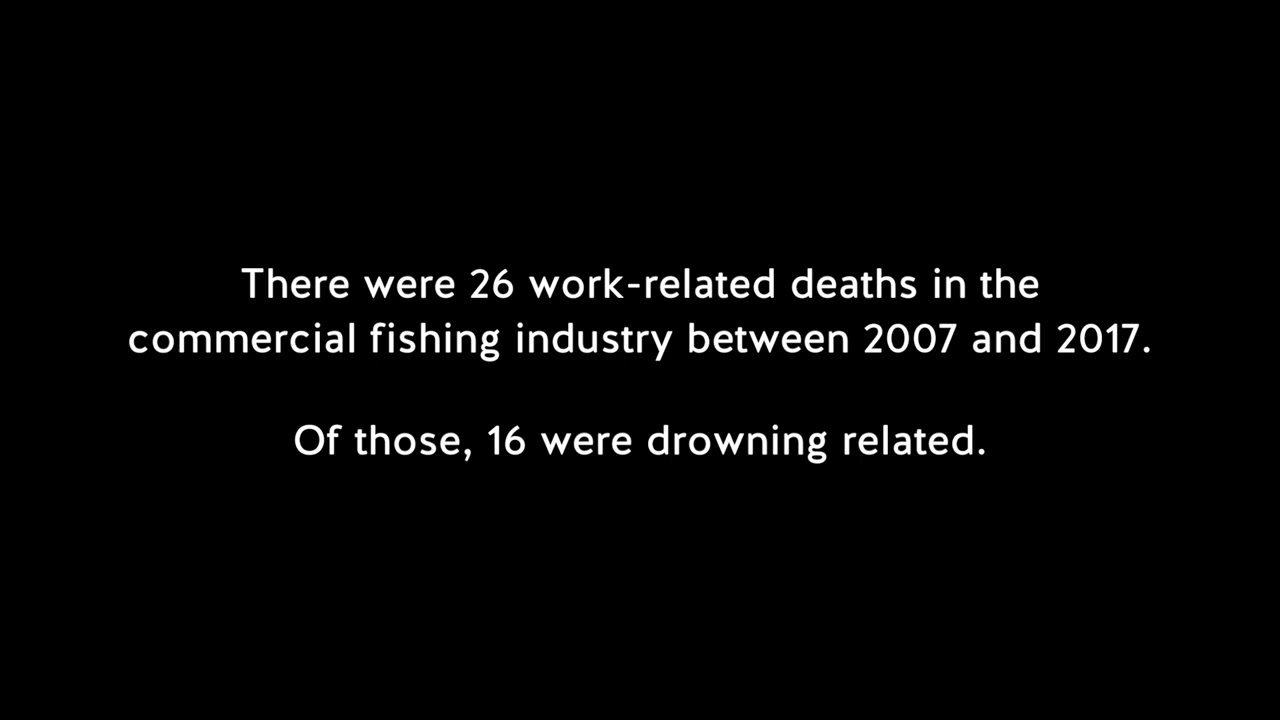 There were 26 work-related deaths in the
commercial fishing industry between 2007 and 2017.
Of those, 16 were drowning related.